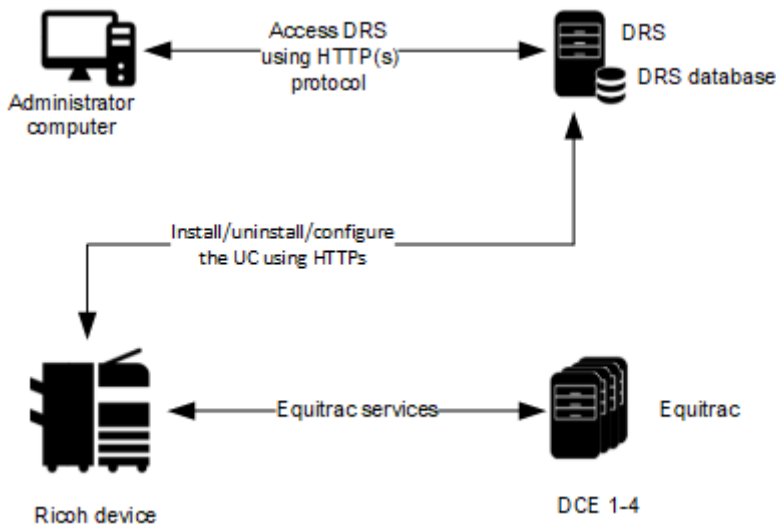 Access DRS
using HTTP(s)
protocol
DRS
DRS database
Administrator
computer
Install/uninstall/configure
the UC using HTTPs
Equitrac services
Equitrac
Ricoh device
DCE 1-4